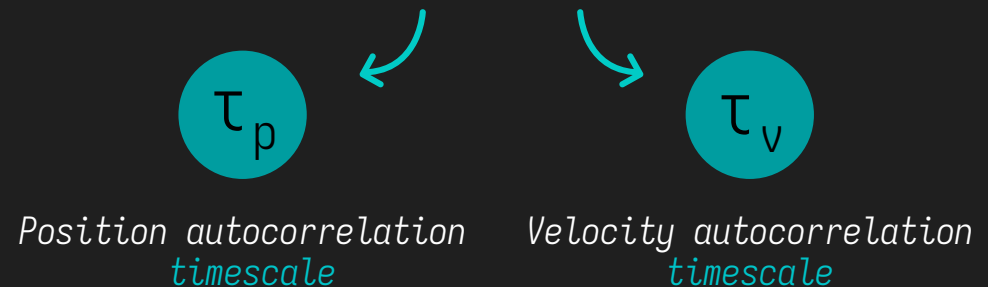 τp τv
Position autocorrelation Velocity autocorrelation
timescale timescale